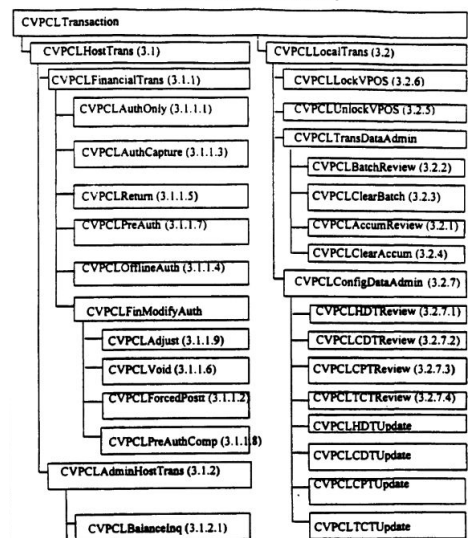 CVPCLTransaction
CVPCLHostTrans (3.1)
CVPCLFinancialTrans (3.1.1)
CVPCLAuthOnly (3.1.1.1)
CVPCLAuthCapture (3.1.1.3)
CVPCLReturn (3.1.1.5)
CVPCLPreAuth (3.1.1.7)
CVPCLOfflineAuth (3.1.1.4)
CVPCLFinModifyAuth
CVPCLAdjust (3.1.1.9)
CVPCLVoid (3.1.1.6)
CVPCLForcedPostt (3.1.1.2)
CVPCLPreAuthComp (3.1.1.8)
CVPCLAdminHostTrans (3.1.2)
CVPCLBalanceInq (3.1.2.1)
CVPCLLocalTrans (3.2)
CVPCLLockVPOS (3.2.6)
CVPCLUnlockVPOS (3.2.5)
CVPCLTransDataAdmin
CVPCLBatchReview (3.2.2)
CVPCLClearBatch (3.2.3)
CVPCLAccumReview (3.2.1)
CVPCLClearAccum (3.2.4)
CVPCLConfigDataAdmin (3.2.7)
CVPCLHDTReview (3.2.7.1)
CVPCLCDTReview (3.2.7.2)
CVPCLCPTReview (3.2.7.3)
CVPCLTCTReview (3.2.7.4)
CVPCLHDTUpdate
CVPCLCDTUpdate
CVPCLCPTUpdate
CVPCLTCTUpdate